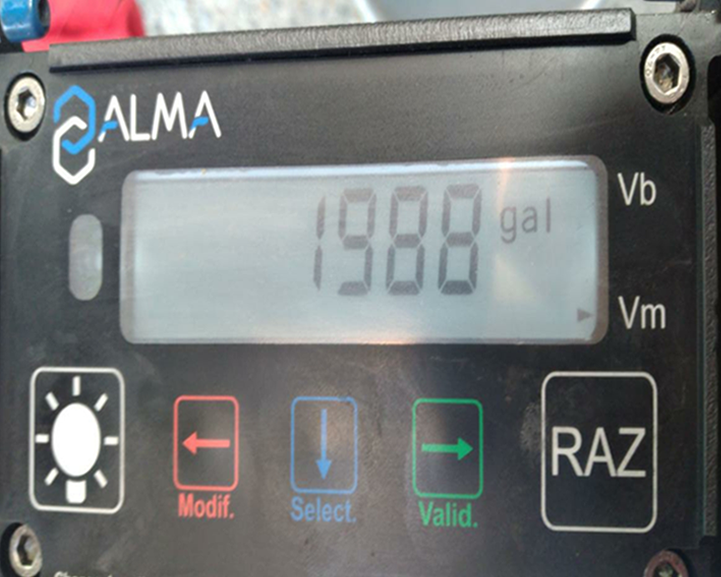 ALMA
Vb
1988 gal
Vm
Modif.
Select.
Valid.
RAZ